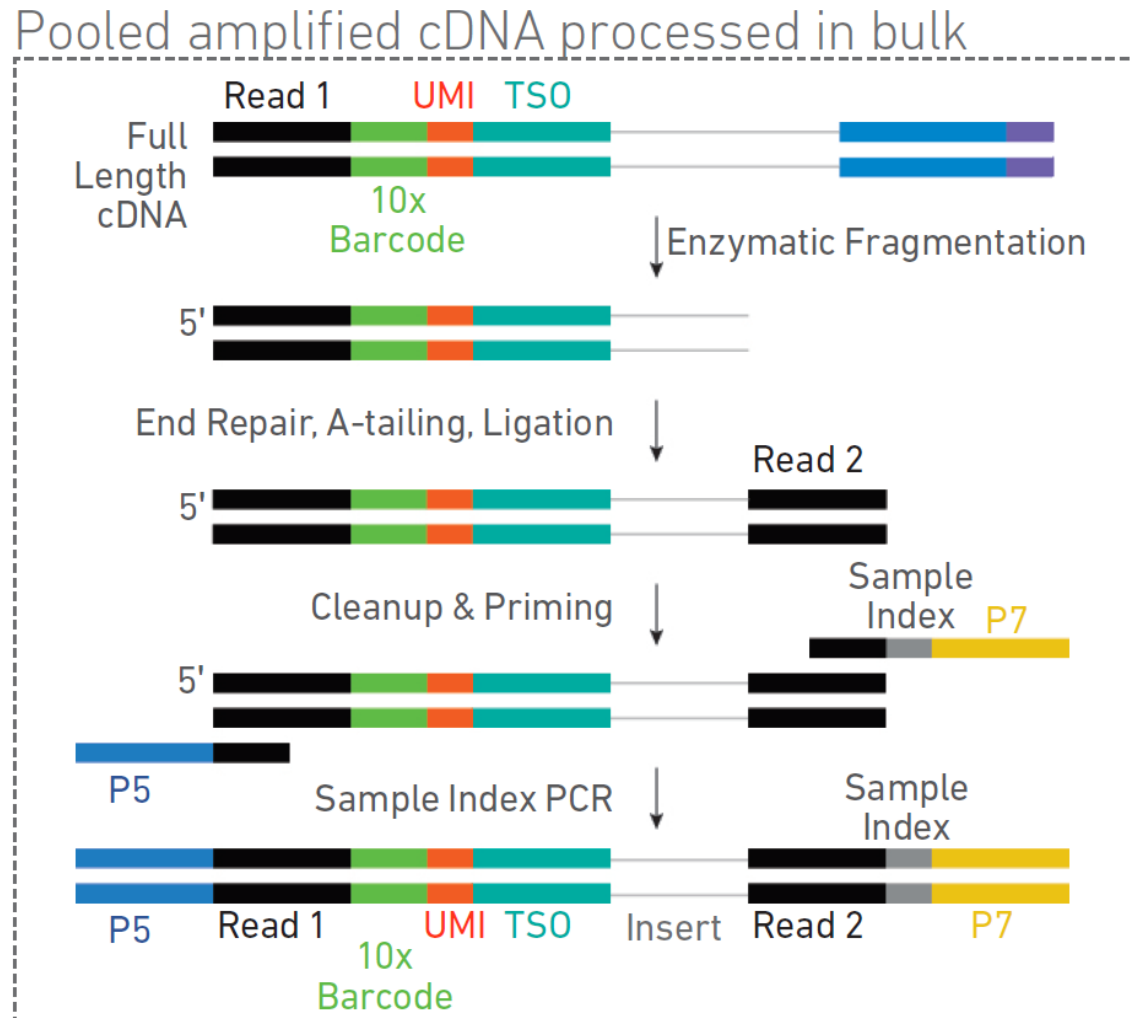 Pooled amplified cDNA processed in bulk
Read 1 UMI TSO
Full
Length
cDNA
10x
Barcode
Enzymatic Fragmentation
5'
End Repair, A-tailing, Ligation
Read 2
5'
Cleanup & Priming
Sample
Index P7
5'
P5
Sample Index PCR
Sample
Index
P5 Read 1 UMI TSO Insert Read 2 P7
10x
Barcode